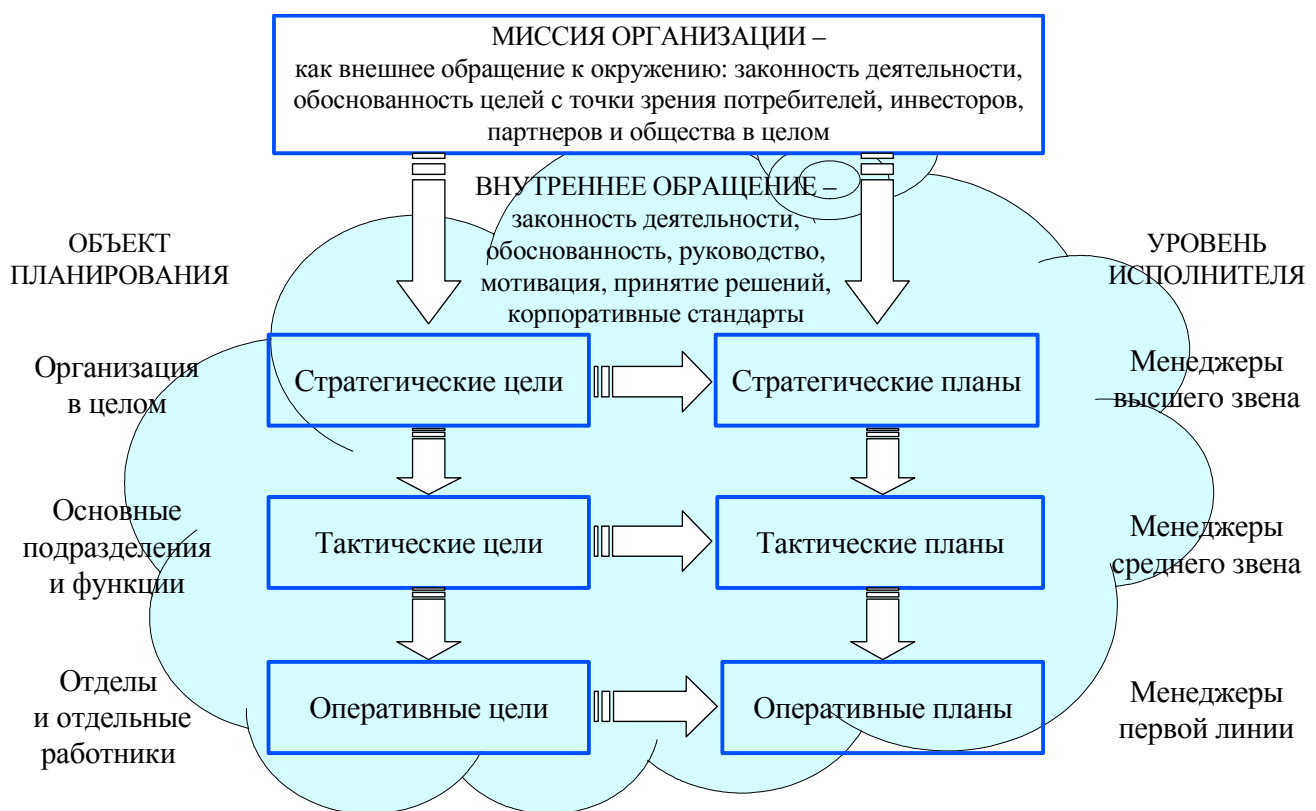 МИССИЯ ОРГАНИЗАЦИИ –
как внешнее обращение к окружению: законность деятельности,
обоснованность целей с точки зрения потребителей, инвесторов,
партнеров и общества в целом
ВНУТРЕННЕЕ ОБРАЩЕНИЕ –
законность деятельности,
обоснованность, руководство,
мотивация, принятие решений,
корпоративные стандарты
ОБЪЕКТ
ПЛАНИРОВАНИЯ
УРОВЕНЬ
ИСПОЛНИТЕЛЯ
Организация
в целом
Стратегические цели
Стратегические планы
Менеджеры
высшего звена
Основные
подразделения
и функции
Тактические цели
Тактические планы
Менеджеры
среднего звена
Отделы
и отдельные
работники
Оперативные цели
Оперативные планы
Менеджеры
первой линии